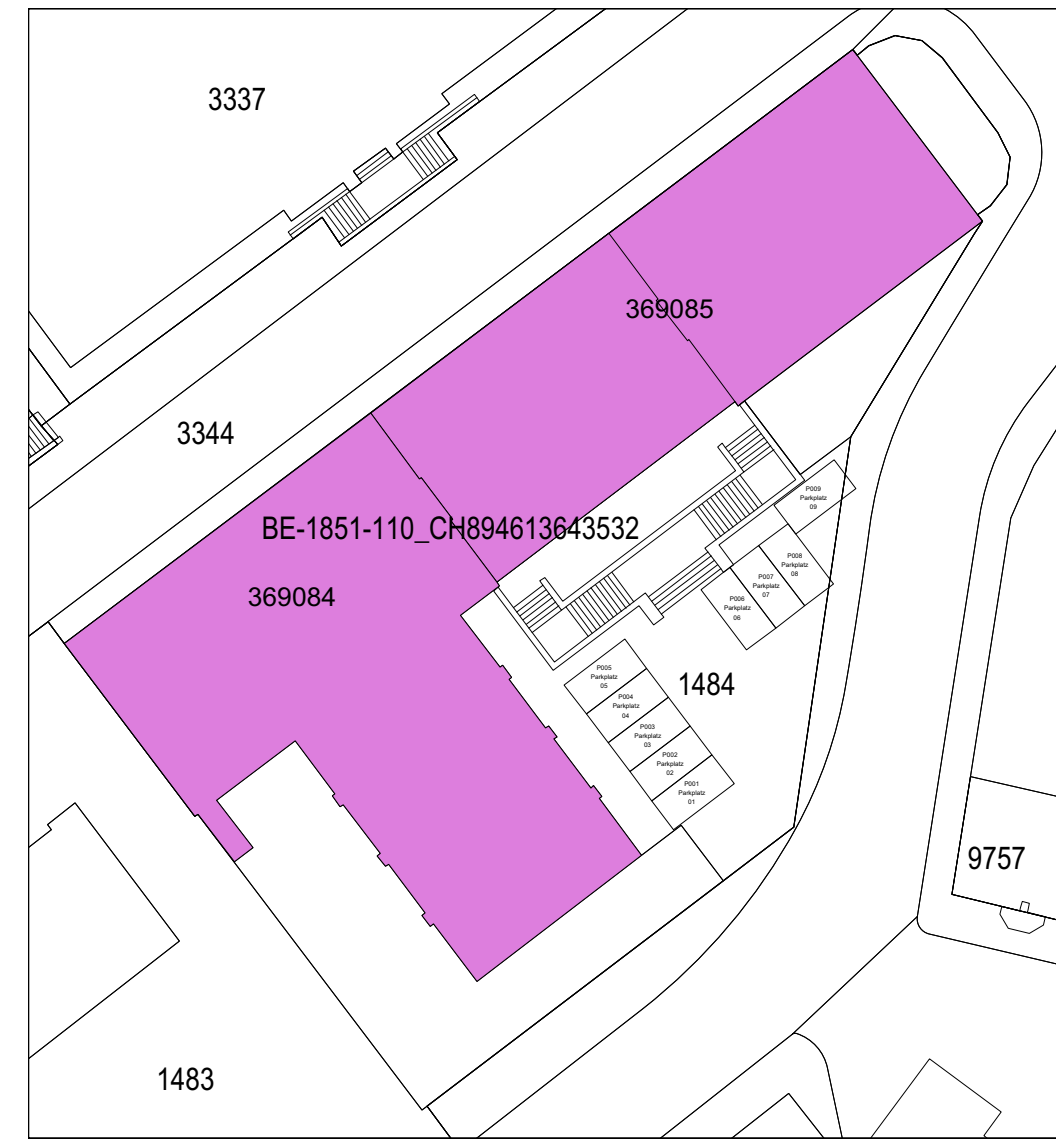 3337
369085
3344
BE-1851-110_CH894613643532
369084
P009
Parkplatz
09
P008
Parkplatz
08
P007
Parkplatz
07
P006
Parkplatz
06
P005
Parkplatz
05
1484
P004
Parkplatz
04
P003
Parkplatz
03
P002
Parkplatz
02
P001
Parkplatz
01
9757
1483